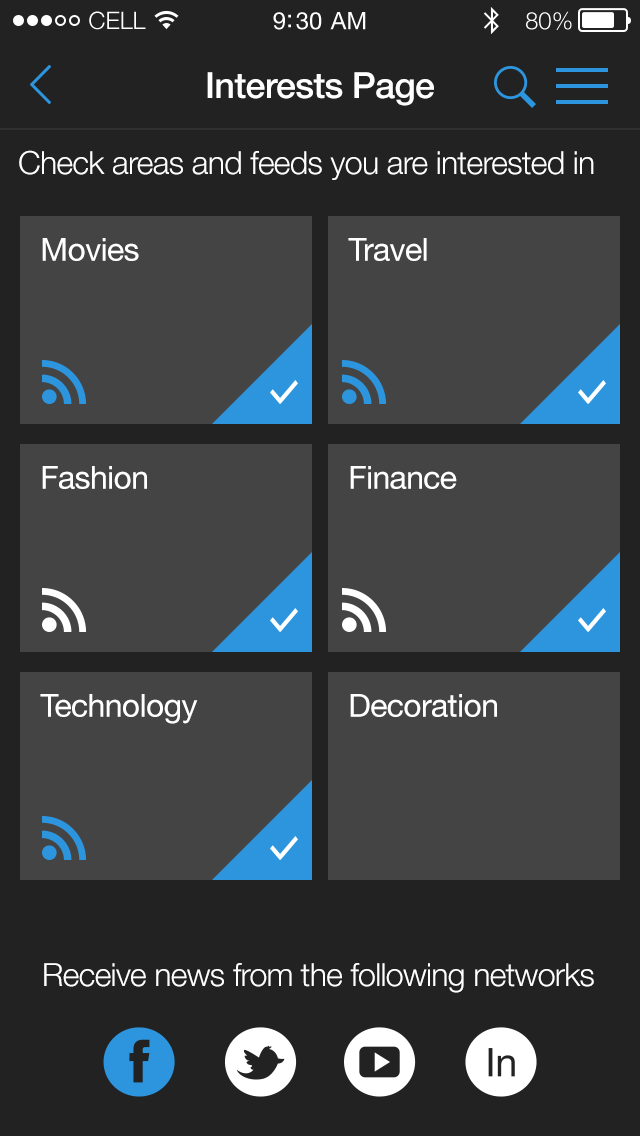 CELL 9:30 AM 80%
Interests Page
Check areas and feeds you are interested in
Movies
Travel
Fashion
Finance
Technology
Decoration
Receive news from the following networks
f In